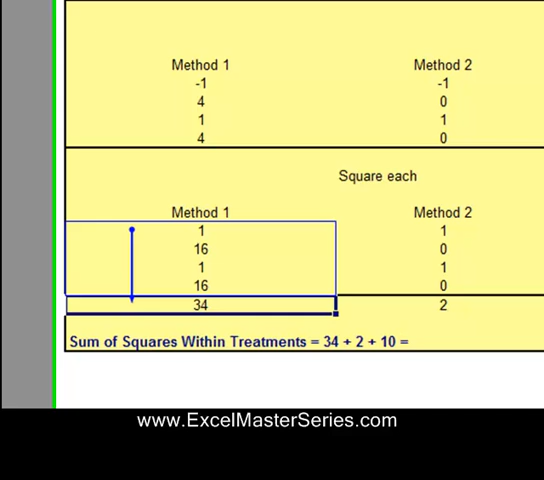 Method 1 Method 2
-1 -1
4 0
1 1
4 0
Square each
Method 1 Method 2
1 1
16 0
1 1
16 0
34 2
Sum of Squares Within Treatments = 34 + 2 + 10 =
www.ExcelMasterSeries.com